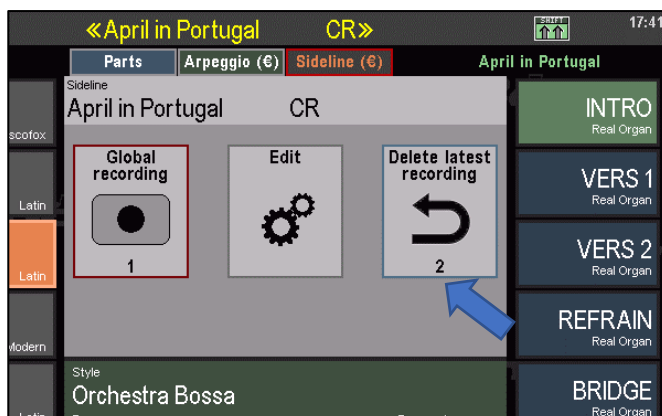 «April in Portugal CR»
SHIFT
17:41
Parts
Arpeggio (€)
Sideline (€)
April in Portugal
Sideline
April in Portugal CR
scofox
Latin
Latin
Modern
Global
recording
1
Edit
Delete latest
recording
2
INTRO
Real Organ
VERS 1
Real Organ
VERS 2
Real Organ
REFRAIN
Real Organ
BRIDGE
Real Organ
Style
Orchestra Bossa